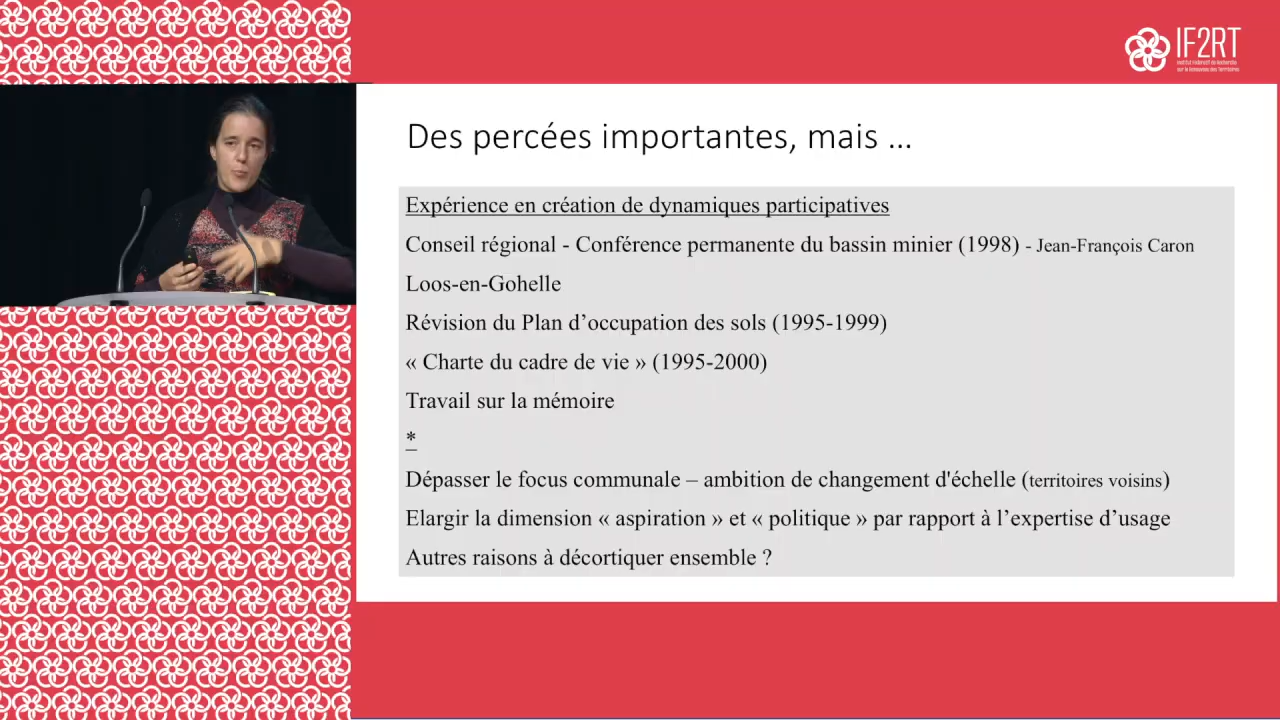 IF2RT
Des percées importantes, mais ...
Expérience en création de dynamiques participatives
Conseil régional - Conférence permanente du bassin minier (1998) - Jean-François Caron
Loos-en-Gohelle
Révision du Plan d’occupation des sols (1995-1999)
« Charte du cadre de vie » (1995-2000)
Travail sur la mémoire
*
Dépasser le focus communale – ambition de changement d'échelle (territoires voisins)
Elargir la dimension « aspiration » et « politique » par rapport à l’expertise d’usage
Autres raisons à décortiquer ensemble ?